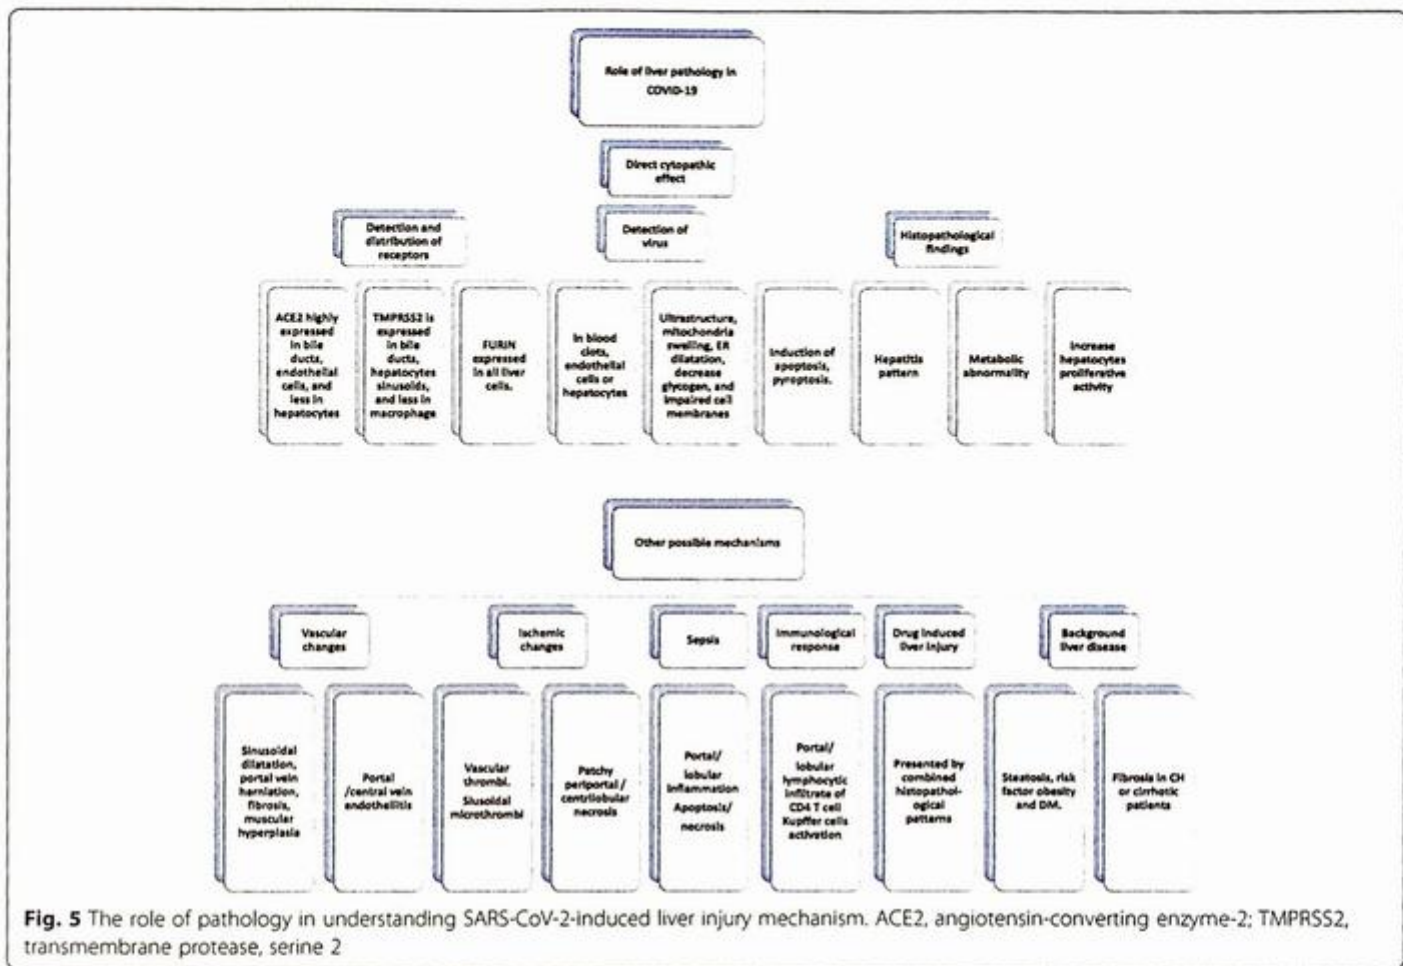 Role of liver pathology in
COVID-19
Direct cytopathic
effect
Detection and
distribution of
receptors
Detection of
virus
Histopathological
findings
ACE2 highly
expressed
in bile
ducts,
endothelial
cells, and
less in
hepatocytes
TMPRSS2 is
expressed
in bile
ducts,
hepatocytes
sinusoids,
and less in
macrophage
FURIN
expressed
in all liver
cells.
In blood
clots,
endothelial
cells or
hepatocytes
Ultrastructure,
mitochondria
swelling, ER
dilatation,
decrease
glycogen, and
impaired cell
membranes
Induction of
apoptosis,
pyroptosis.
Hepatitis
pattern
Metabolic
abnormality
Increase
hepatocytes
proliferative
activity
Other possible mechanisms
Vascular
changes
Ischemic
changes
Sepsis
Immunological
response
Drug induced
liver injury
Background
liver disease
Sinusoidal
dilatation,
portal vein
herniation,
fibrosis,
muscular
hyperplasia
Portal
/central vein
endotheliitis
Vascular
thrombi.
Siusoidal
microthrombi
Patchy
periportal /
centrilobular
necrosis
Portal/
lobular
inflammation
Apoptosis/
necrosis
Portal/
lobular
lymphocytic
infiltrate of
CD4 T cell
Kupffer cells
activation
Presented by
combined
histopathol-
ogical
patterns
Steatosis, risk
factor obesity
and DM.
Fibrosis in CH
or cirrhotic
patients
Fig. 5 The role of pathology in understanding SARS-CoV-2-induced liver injury mechanism. ACE2, angiotensin-converting enzyme-2; TMPRSS2,
transmembrane protease, serine 2